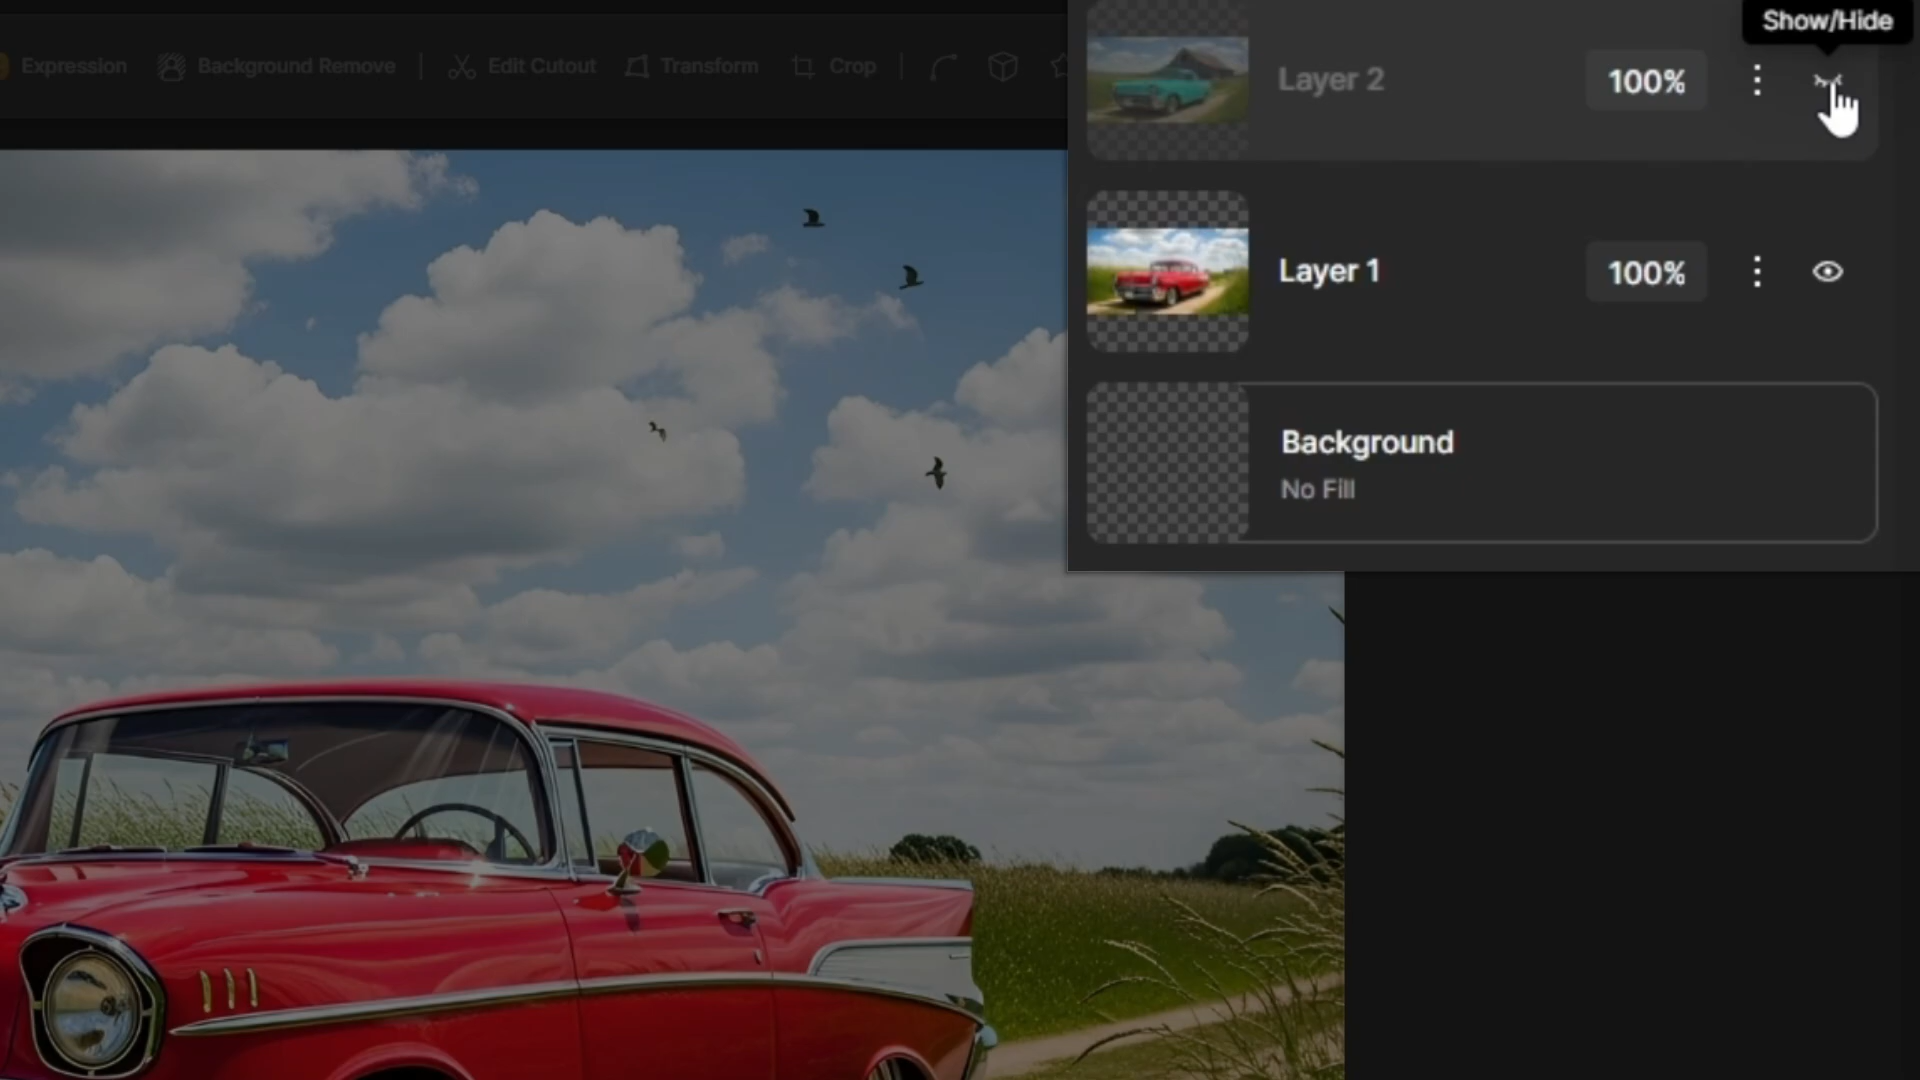 Show/Hide
Expression
Background Remove
Edit Cutout
Transform
Crop
Layer 2
100%
Layer 1
100%
Background
No Fill